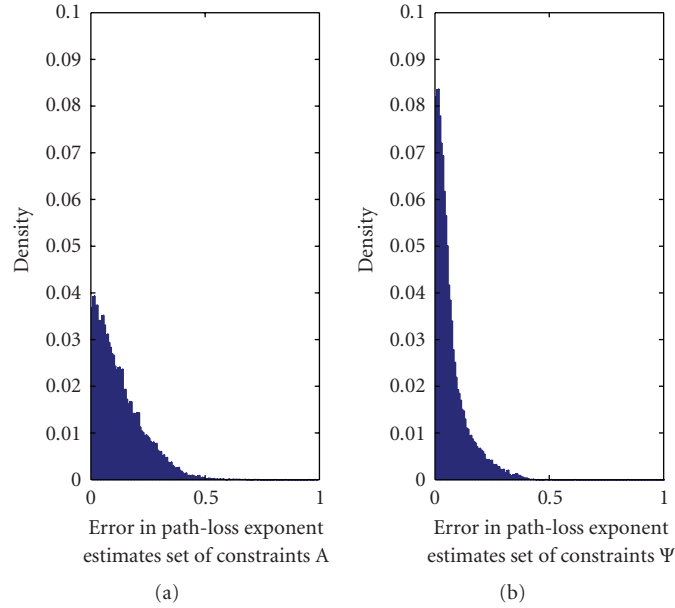 0.1
0.09
0.08
0.07
0.06
0.05
0.04
0.03
0.02
0.01
0
Density
0 0.5 1
Error in path-loss exponent
estimates set of constraints A
(a)
0.1
0.09
0.08
0.07
0.06
0.05
0.04
0.03
0.02
0.01
0
Density
0 0.5 1
Error in path-loss exponent
estimates set of constraints Ψ
(b)